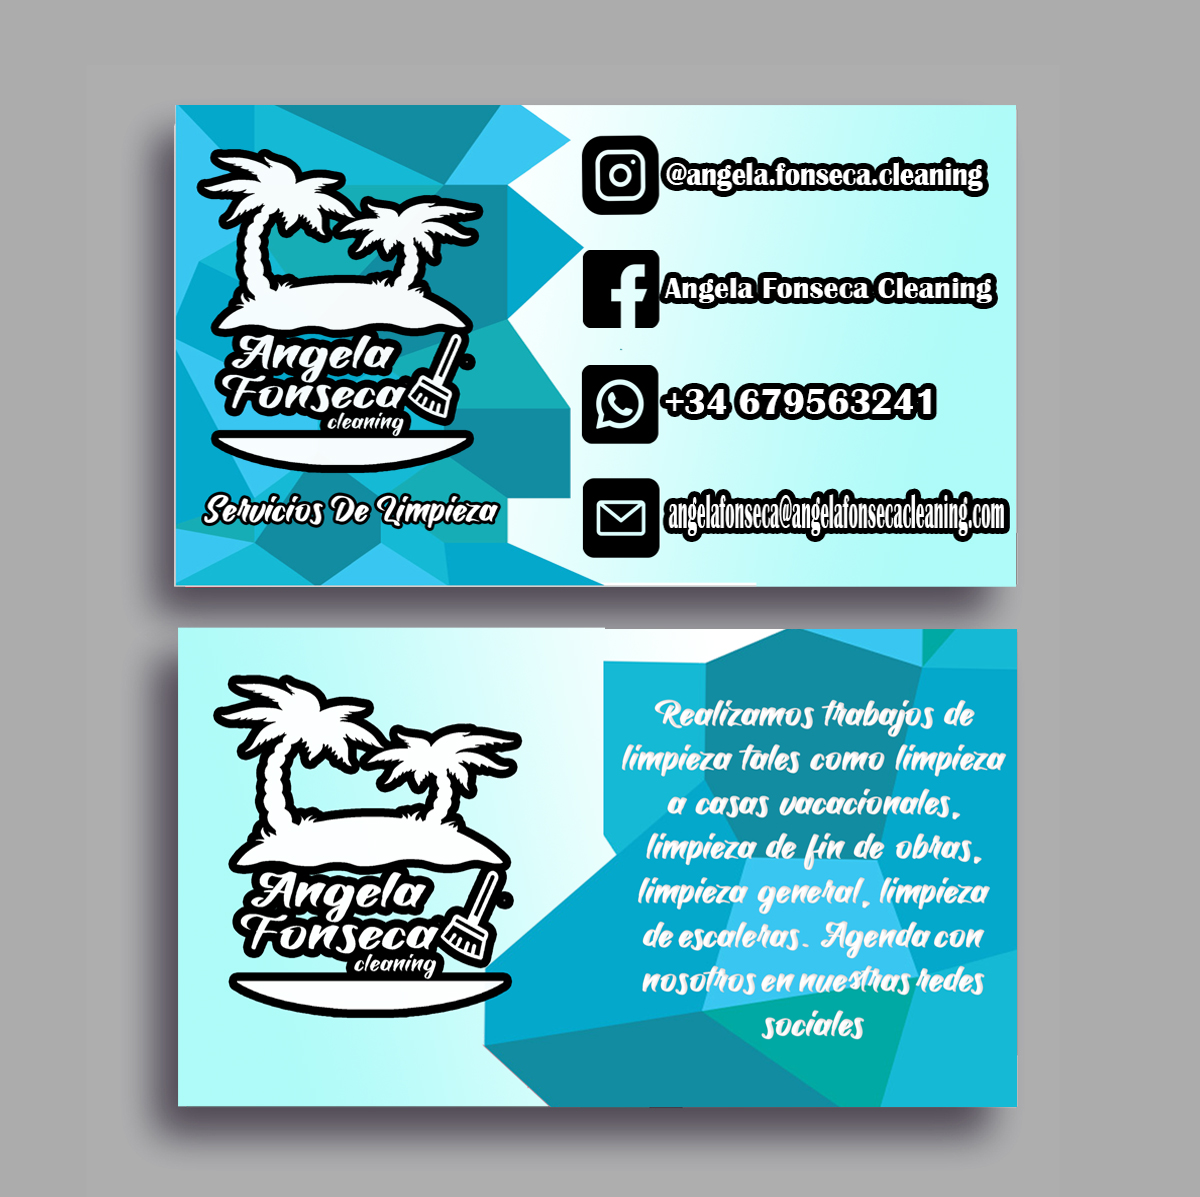 Angela
Fonseca
cleaning
Servicios De Limpieza
@angela.fonseca.cleaning
Angela Fonseca Cleaning
+34 679563241
angelafonseca@angelafonsecacleaning.com
Angela
Fonseca
cleaning
Realizamos trabajos de
limpieza tales como limpieza
a casas vacacionales,
limpieza de fin de obras,
limpieza general, limpieza
de escaleras. Agenda con
nosotros en nuestras redes
sociales